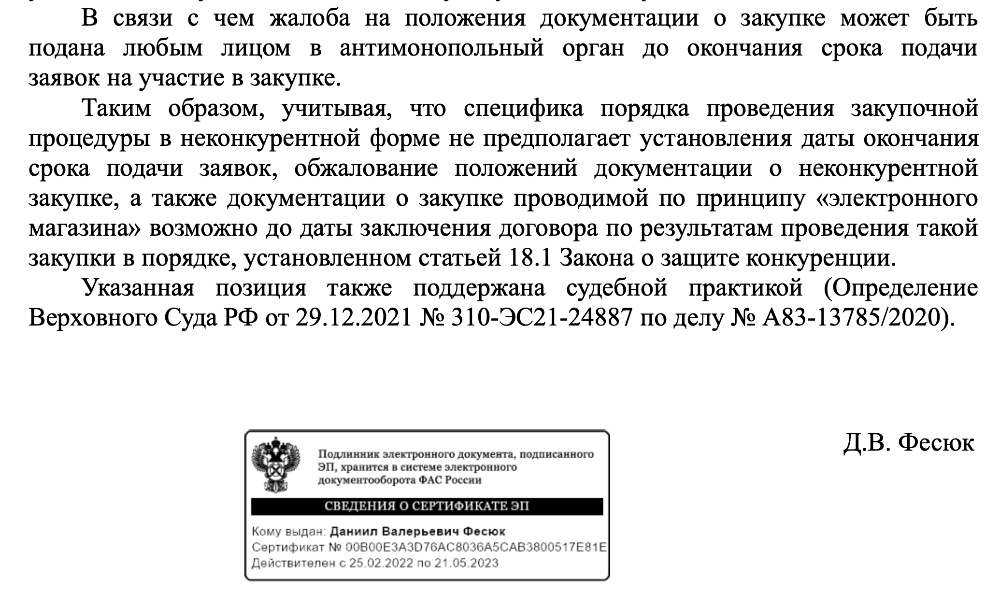 В связи с чем жалоба на положения документации о закупке может быть
подана любым лицом в антимонопольный орган до окончания срока подачи
заявок на участие в закупке.
Таким образом, учитывая, что специфика порядка проведения закупочной
процедуры в неконкурентной форме не предполагает установления даты окончания
срока подачи заявок, обжалование положений документации о неконкурентной
закупке, а также документации о закупке проводимой по принципу «электронного
магазина» возможно до даты заключения договора по результатам проведения такой
закупки в порядке, установленном статьей 18.1 Закона о защите конкуренции.
Указанная позиция также поддержана судебной практикой (Определение
Верховного Суда РФ от 29.12.2021 № 310-ЭС21-24887 по делу № А83-13785/2020).
Д.В. Фесюк
Подлинник электронного документа, подписанного
ЭП, хранится в системе электронного
документооборота ФАС России
СВЕДЕНИЯ О СЕРТИФИКАТЕ ЭП
Кому выдан: Даниил Валерьевич Фесюк
Сертификат № 00B00E3A3D76AC8036A5CAB3800517E81E
Действителен с 25.02.2022 по 21.05.2023